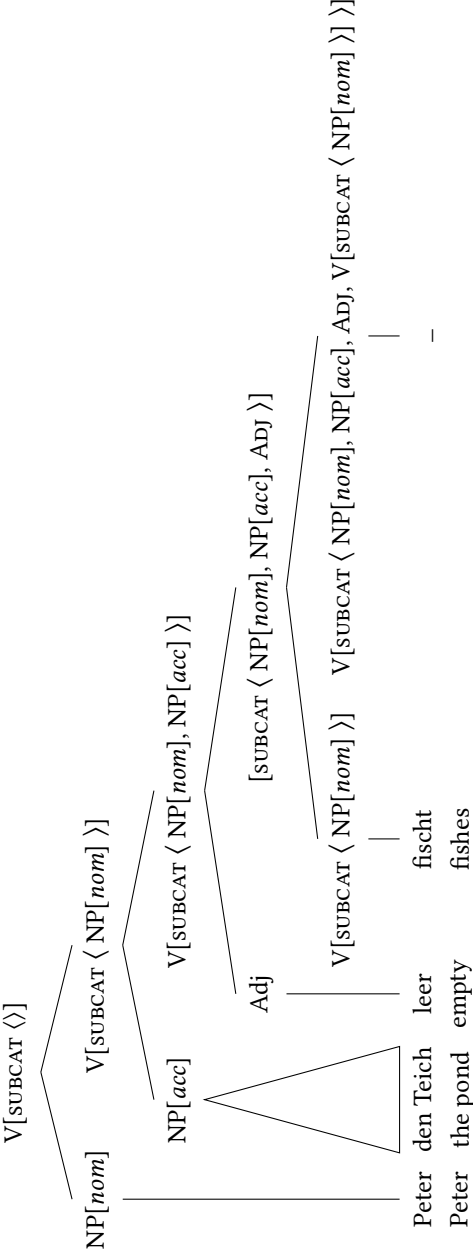 V[SUBCAT ⟨⟩]
NP[nom] V[SUBCAT ⟨ NP[nom] ⟩]
NP[acc] V[SUBCAT ⟨ NP[nom], NP[acc] ⟩]
Adj [SUBCAT ⟨ NP[nom], NP[acc], ADJ ⟩]
V[SUBCAT ⟨ NP[nom] ⟩] V[SUBCAT ⟨ NP[nom], NP[acc], ADJ, V[SUBCAT ⟨ NP[nom] ⟩] ⟩]
Peter den Teich leer fischt –
Peter the pond empty fishes